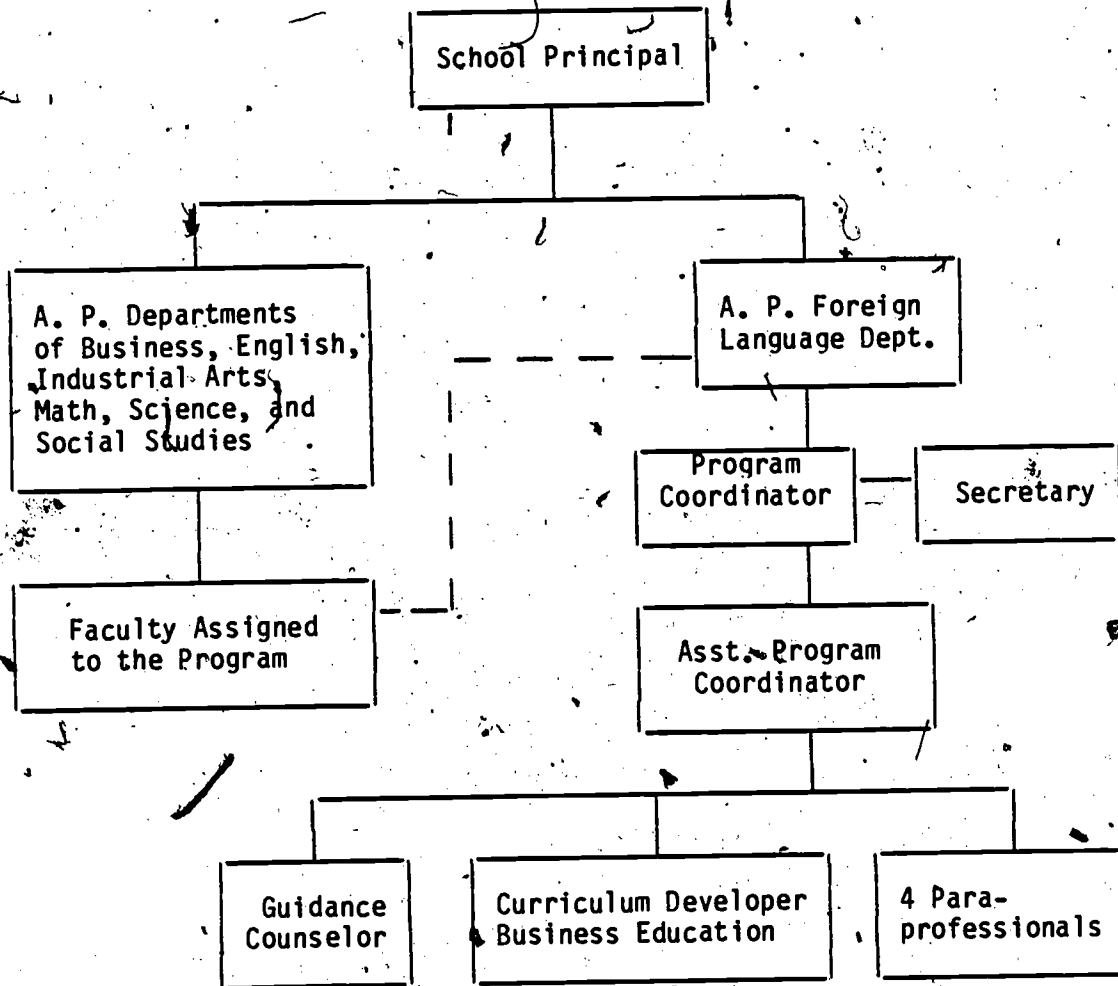 School Principal
A. P. Departments
of Business, English,
Industrial Arts,
Math, Science, and
Social Studies
A. P. Foreign
Language Dept.
Program
Coordinator
Secretary
Faculty Assigned
to the Program
Asst. Program
Coordinator
Guidance
Counselor
Curriculum Developer
Business Education
4 Para-
professionals